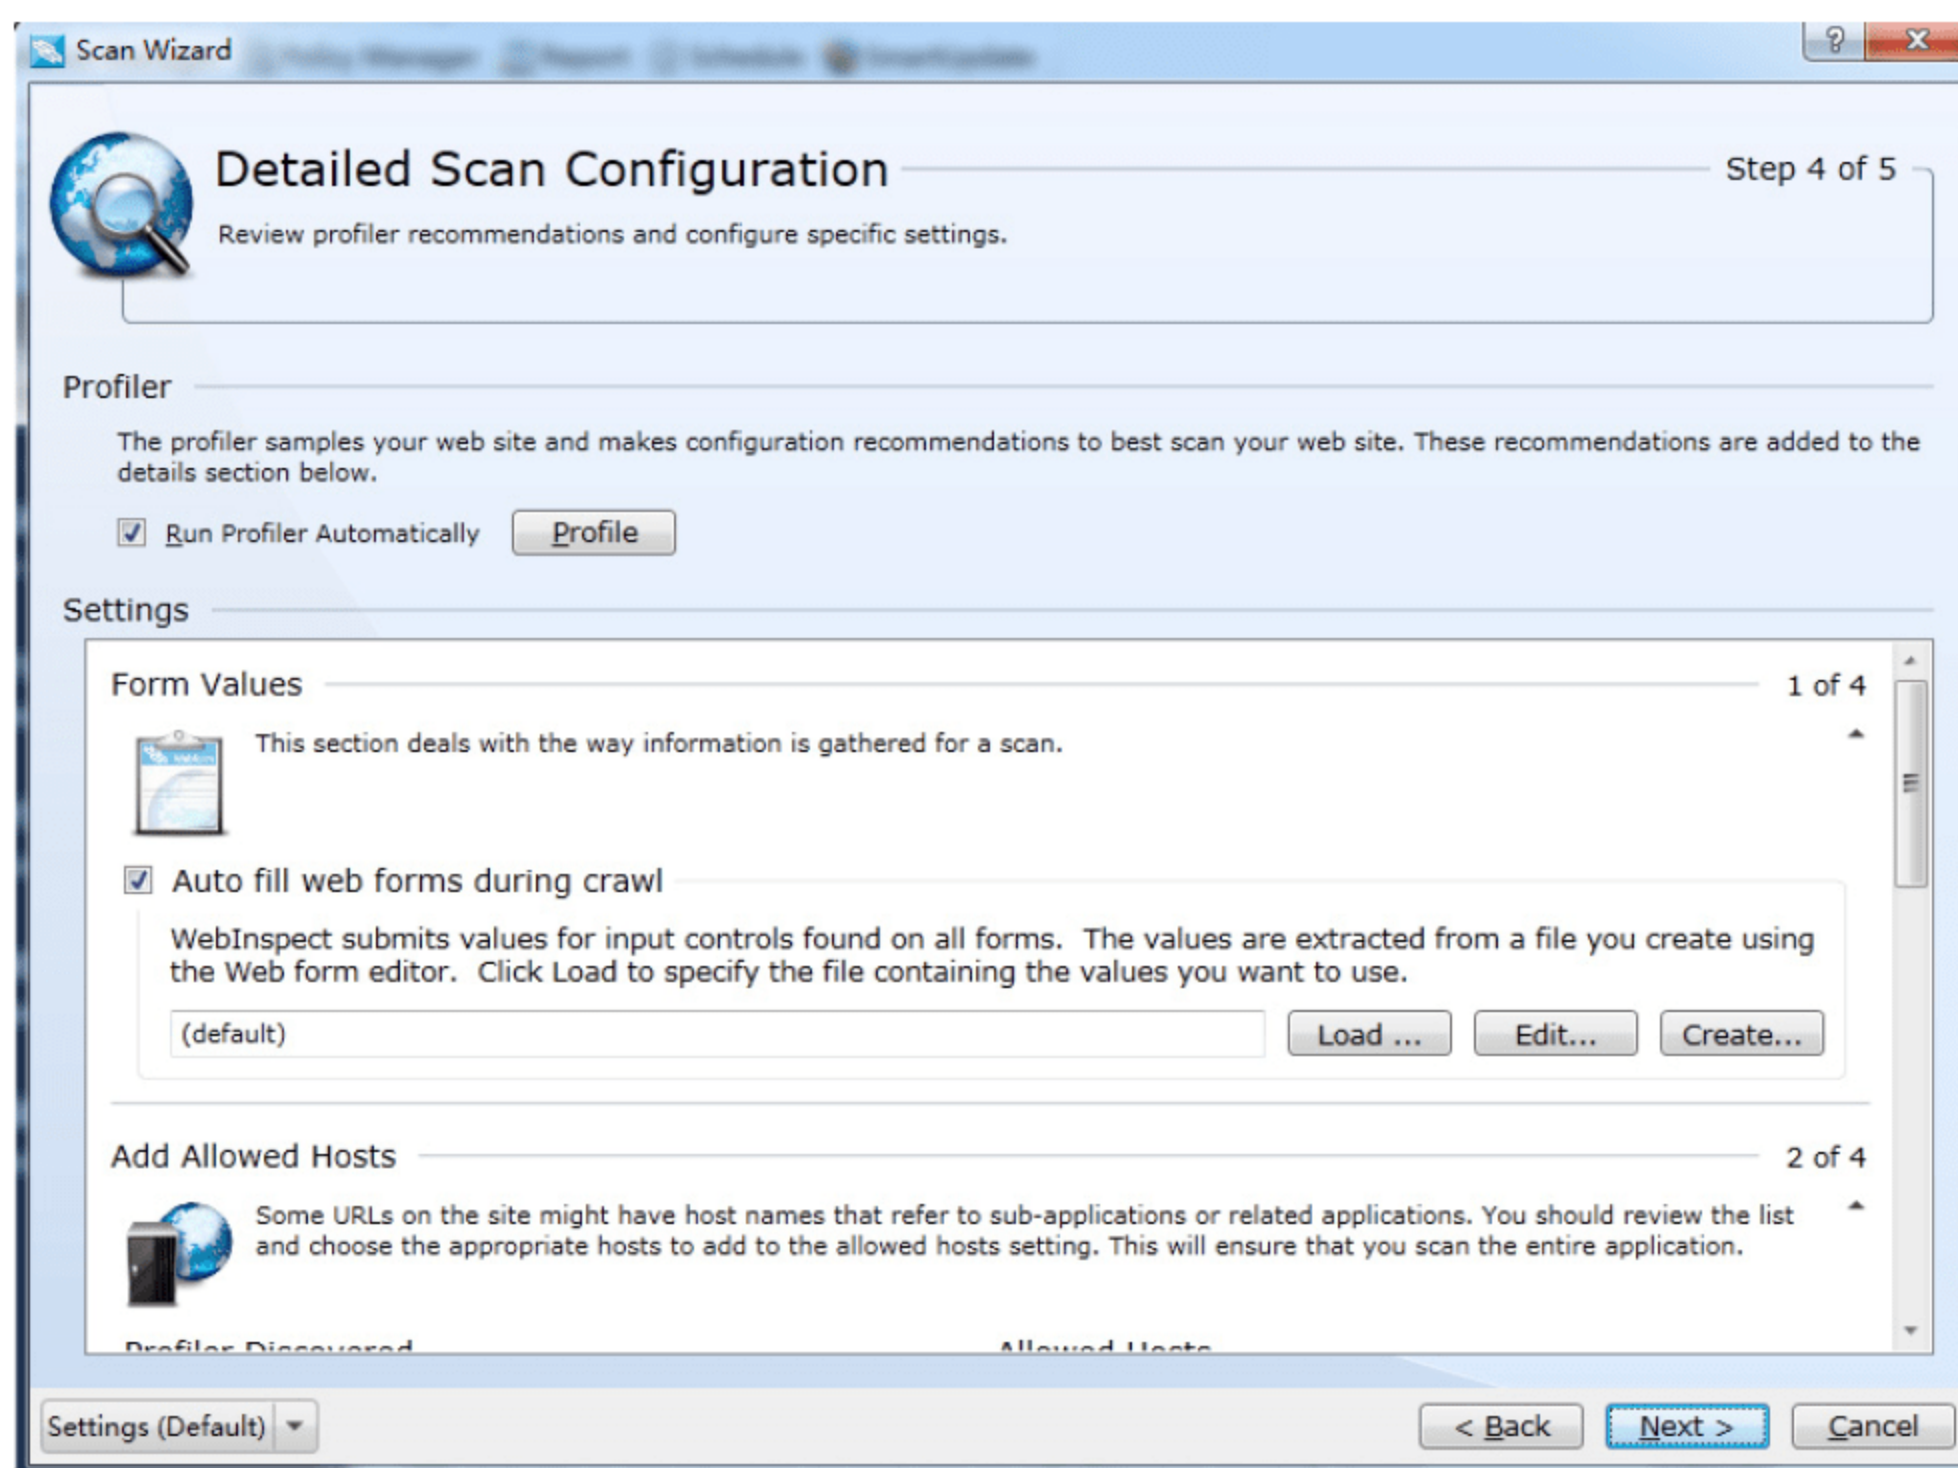 Scan Wizard
Detailed Scan Configuration
Step 4 of 5
Review profiler recommendations and configure specific settings.
Profiler
The profiler samples your web site and makes configuration recommendations to best scan your web site. These recommendations are added to the
details section below.
Run Profiler Automatically
Profile
Settings
Form Values
1 of 4
This section deals with the way information is gathered for a scan.
Auto fill web forms during crawl
WebInspect submits values for input controls found on all forms.  The values are extracted from a file you create using
the Web form editor.  Click Load to specify the file containing the values you want to use.
(default)
Load ...
Edit...
Create...
Add Allowed Hosts
2 of 4
Some URLs on the site might have host names that refer to sub-applications or related applications. You should review the list
and choose the appropriate hosts to add to the allowed hosts setting. This will ensure that you scan the entire application.
Profiler Discovered
Allowed Hosts
Settings (Default)
< Back
Next >
Cancel